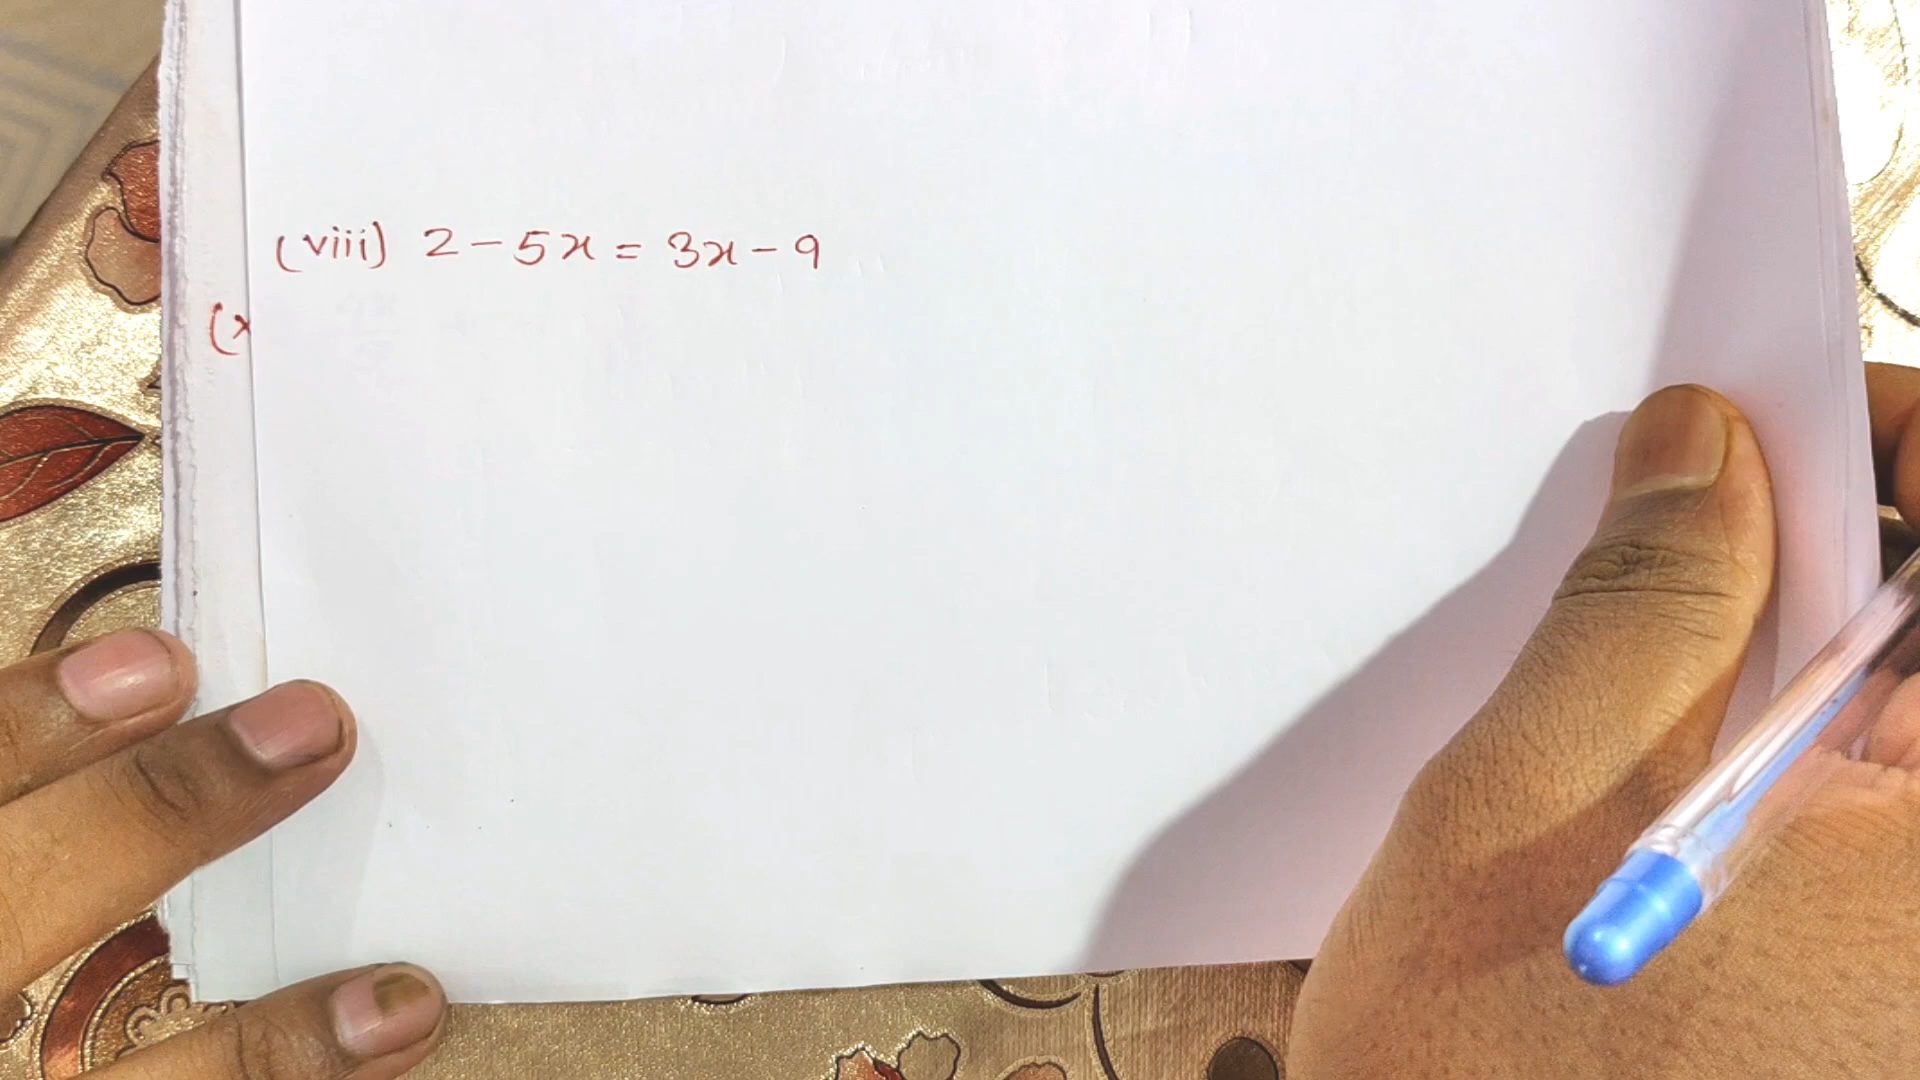 (viii) 2 - 5x = 3x - 9
(x